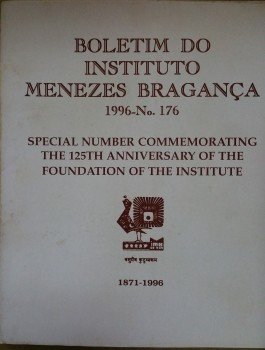 BOLETIM DO
INSTITUTO
MENEZES BRAGANÇA
1996-No. 176
SPECIAL NUMBER COMMEMORATING
THE 125TH ANNIVERSARY OF THE
FOUNDATION OF THE INSTITUTE
1871-1996